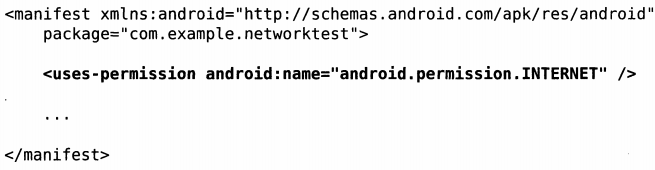 <manifest xmlns:android="http://schemas.android.com/apk/res/android"
    package="com.example.networktest">
    <uses-permission android:name="android.permission.INTERNET" />
    ...
</manifest>